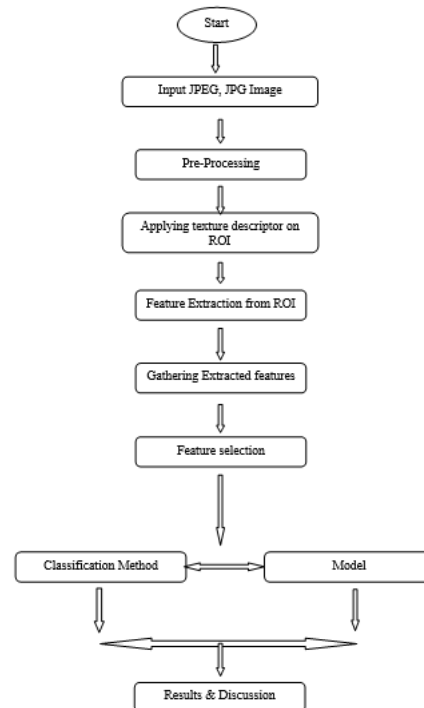 Start
Input JPEG, JPG Image
Pre-Processing
Applying texture descriptor on
ROI
Feature Extraction from ROI
Gathering Extracted features
Feature selection
Classification Method
Model
Results & Discussion